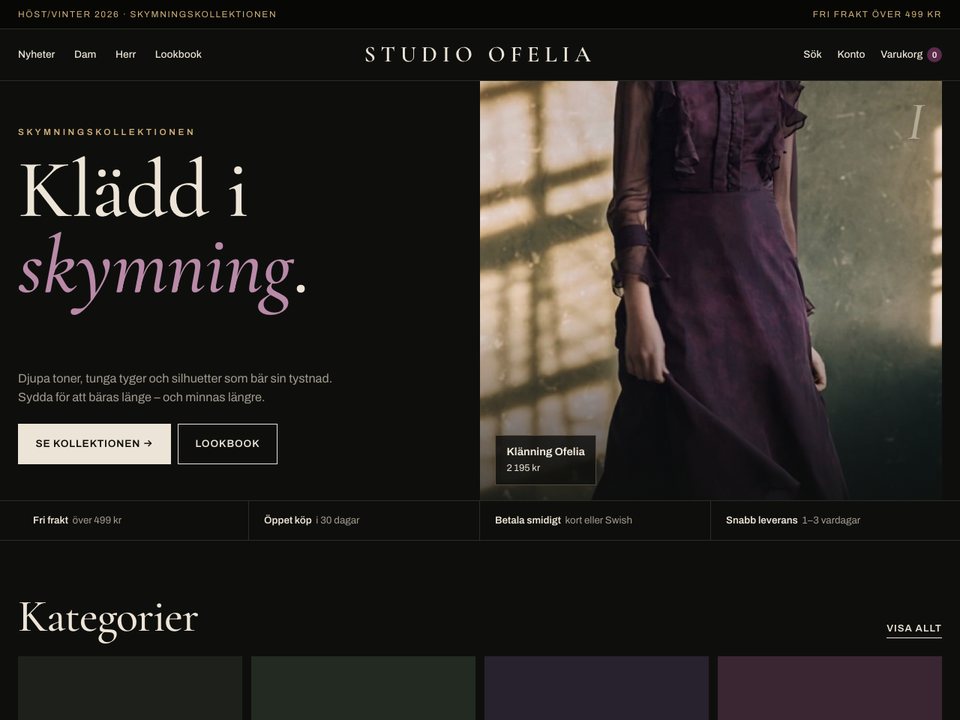 HÖST/VINTER 2026 · SKYMNINGSKOLLEKTIONEN
FRI FRAKT ÖVER 499 KR
Nyheter Dam Herr Lookbook
STUDIO OFELIA
Sök Konto Varukorg 0
SKYMNINGSKOLLEKTIONEN
Klädd i
skymning.
Djupa toner, tunga tyger och silhuetter som bär sin tystnad.
Sydda för att bäras länge – och minnas längre.
SE KOLLEKTIONEN →
LOOKBOOK
I
Klänning Ofelia
2 195 kr
Fri frakt över 499 kr
Öppet köp i 30 dagar
Betala smidigt kort eller Swish
Snabb leverans 1–3 vardagar
Kategorier
VISA ALLT